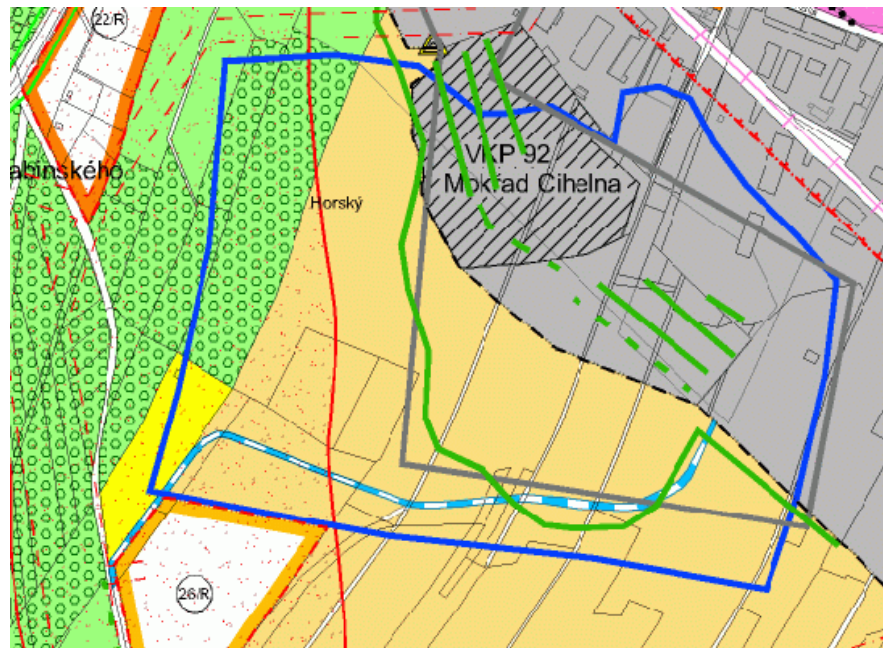 22/R
VKP 92
abinského
Mokřad Cihelna
Horský
26/R